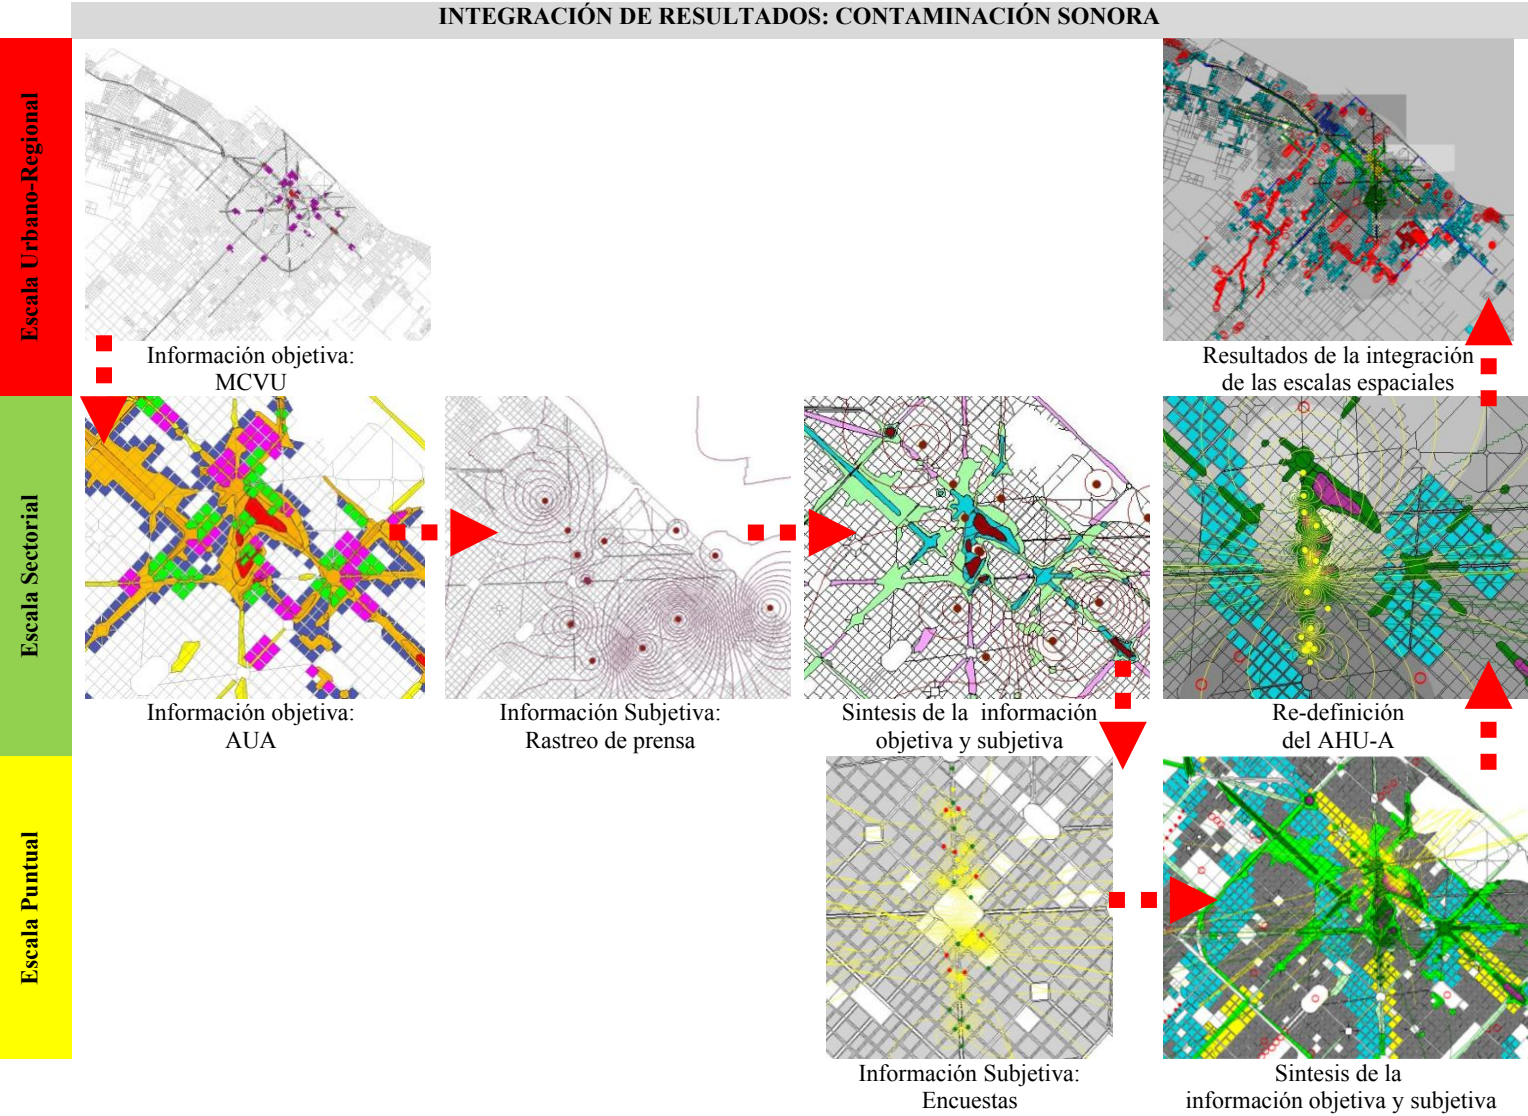 INTEGRACIÓN DE RESULTADOS: CONTAMINACIÓN SONORA
Escala Urbano-Regional
Información objetiva:
MCVU
Resultados de la integración
de las escalas espaciales
Escala Sectorial
Información objetiva:
AUA
Información Subjetiva:
Rastreo de prensa
Sintesis de la información
objetiva y subjetiva
Re-definición
del AHU-A
Escala Puntual
Información Subjetiva:
Encuestas
Sintesis de la
información objetiva y subjetiva